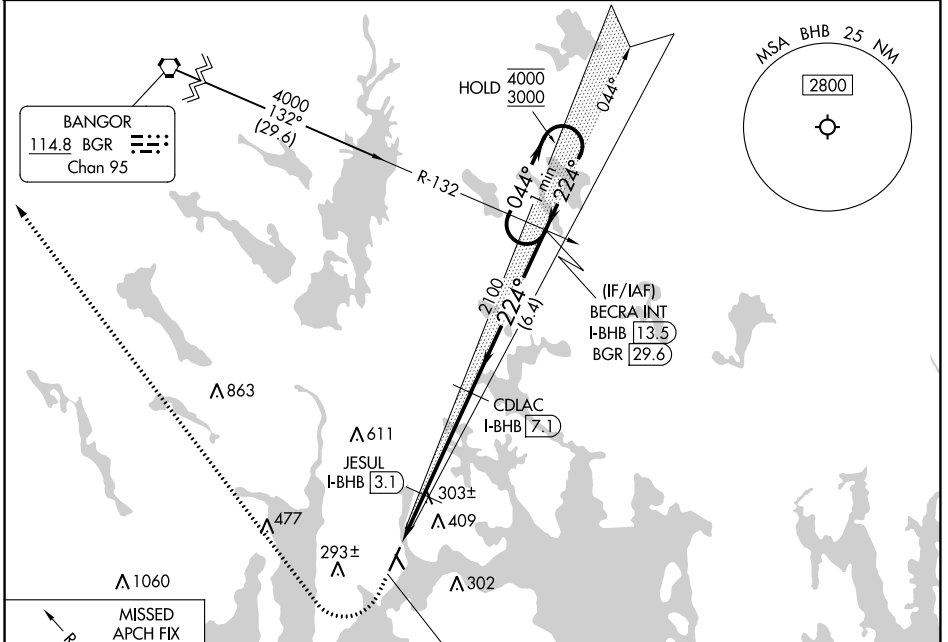 MSA BHB 25 NM
2800
HOLD 4000
3000
044°
4000
132°
(29.6)
BANGOR
114.8 BGR
Chan 95
R-132
044°
1 min
224°
2100
224°
(6.4)
(IF/IAF)
BECRA INT
I-BHB 13.5
BGR 29.6
863
CDLAC
I-BHB 7.1
611
JESUL
I-BHB 3.1
303±
409
477
293±
302
1060
MISSED
APCH FIX
R